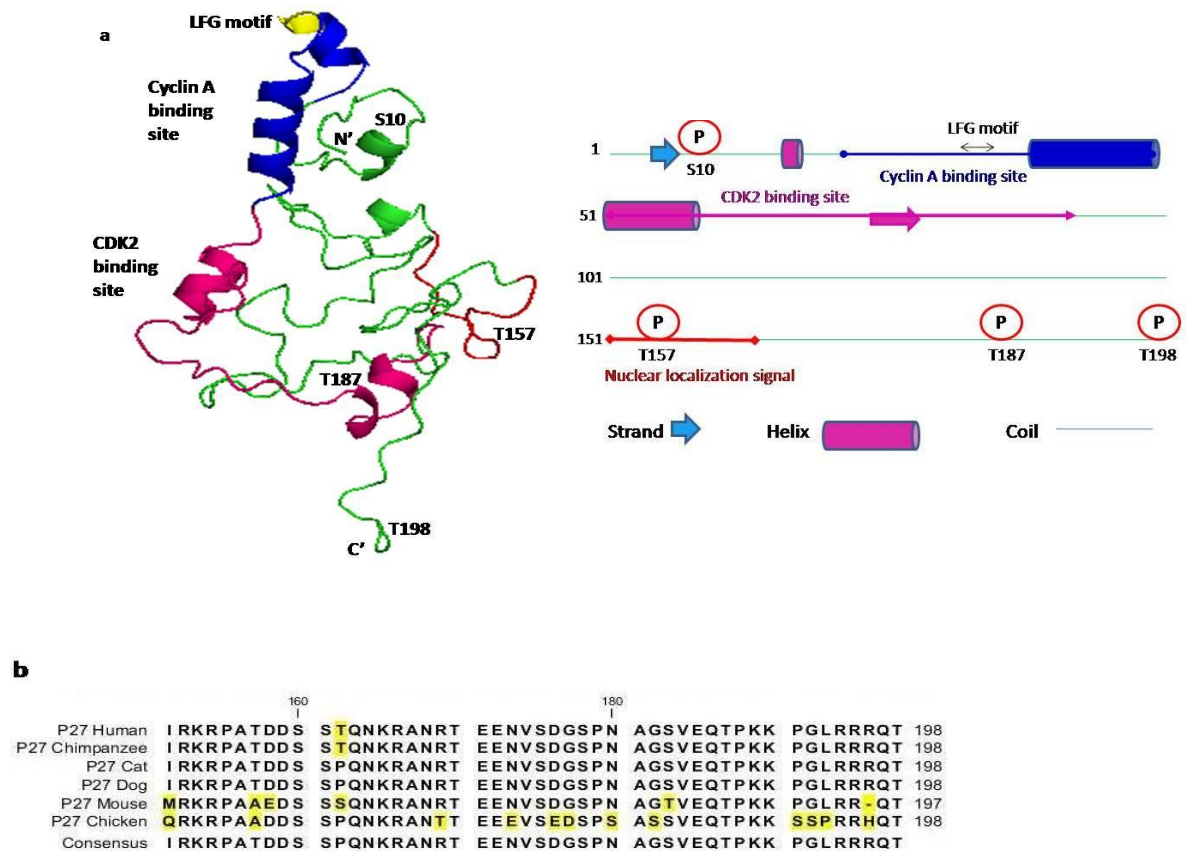 a
LFG motif
Cyclin A
binding
site
S10
N'
CDK2
binding
site
T157
T187
T198
C'
1
P
S10
LFG motif
Cyclin A binding site
51
CDK2 binding site
101
151
P
P
P
T157
T187
T198
Nuclear localization signal
Strand
Helix
Coil
b
160
180
P27 Human IRKRPATDDS STQNKRANRT EENVSDGSPN AGSVEQTPKK PGLRRRQT 198
P27 Chimpanzee IRKRPATDDS STQNKRANRT EENVSDGSPN AGSVEQTPKK PGLRRRQT 198
P27 Cat IRKRPATDDS SPQNKRANRT EENVSDGSPN AGSVEQTPKK PGLRRRQT 198
P27 Dog IRKRPATDDS SPQNKRANRT EENVSDGSPN AGSVEQTPKK PGLRRRQT 198
P27 Mouse MRKRPAAEDS SSQNKRANRT EENVSDGSPN AGTVEQTPKK PGLRR-QT 197
P27 Chicken QRKRPAADDS SPQNKRANTT EEEVSEDSPS ASSVEQTPKK SSPRRHQT 198
Consensus IRKRPATDDS SPQNKRANRT EENVSDGSPN AGSVEQTPKK PGLRRRQT